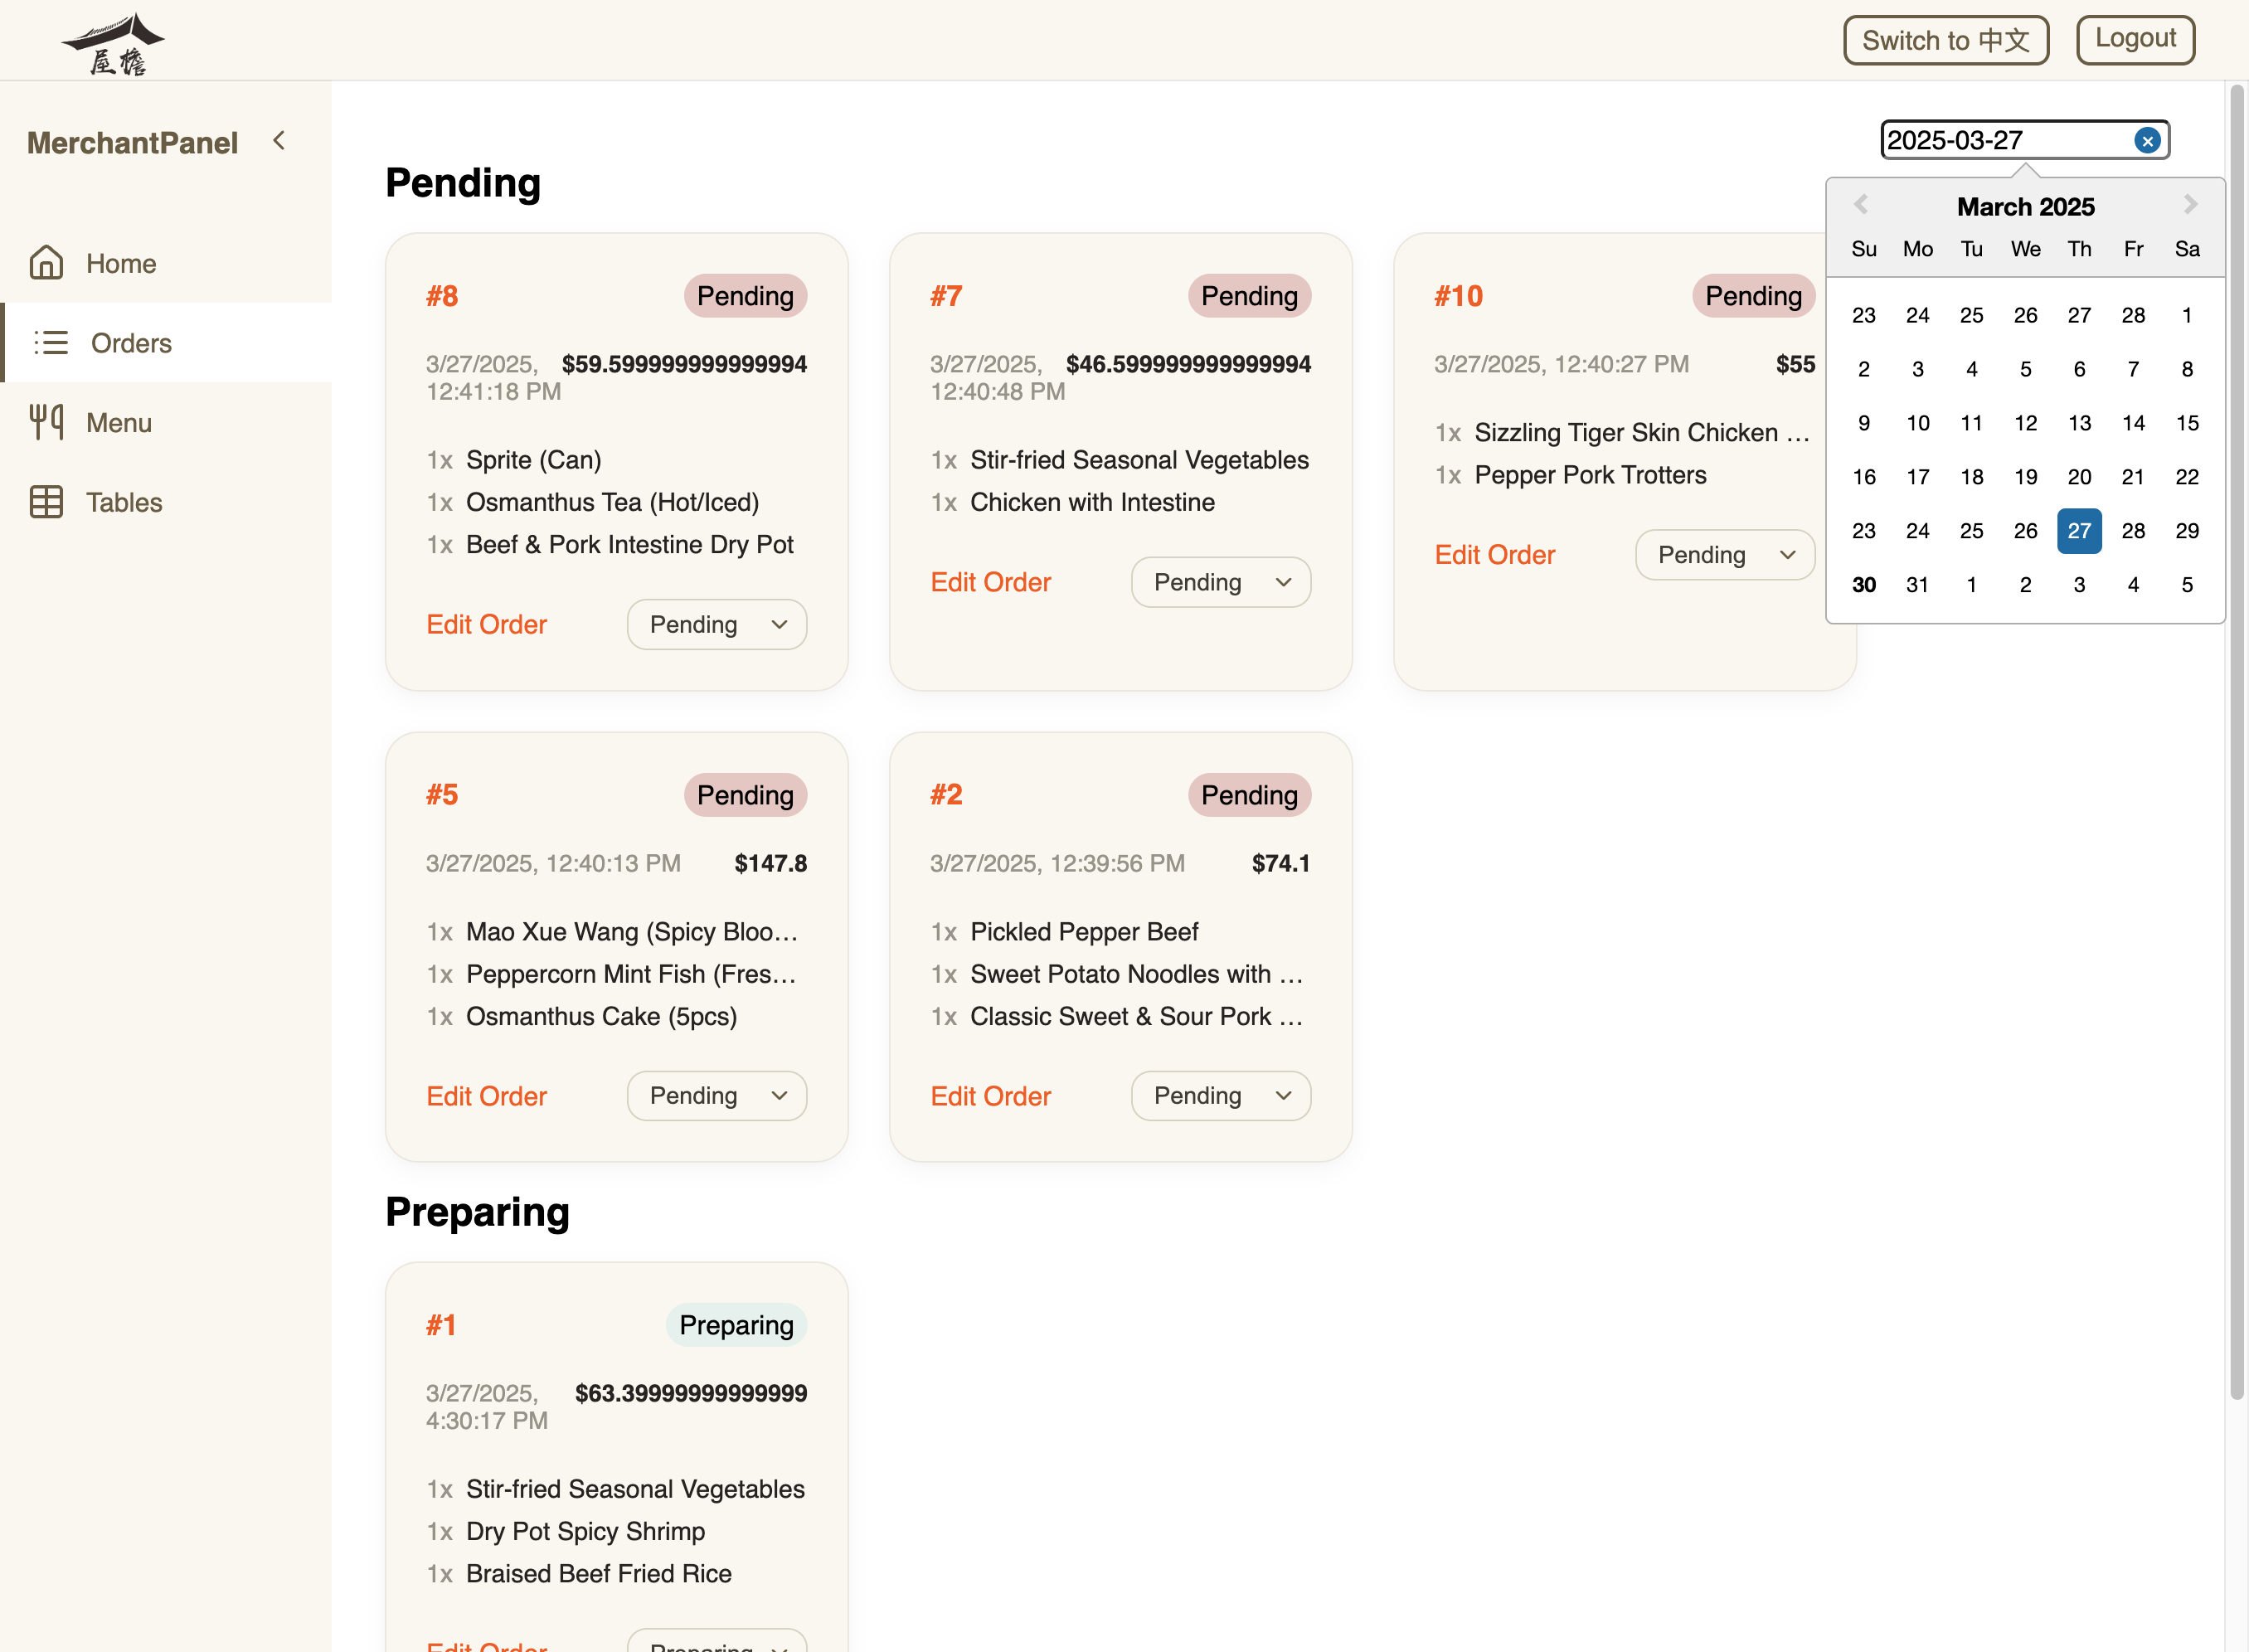 屋檐
Switch to 中文
Logout
MerchantPanel
Home
Orders
Menu
Tables
2025-03-27
March 2025
Su Mo Tu We Th Fr Sa
23 24 25 26 27 28 1
2 3 4 5 6 7 8
9 10 11 12 13 14 15
16 17 18 19 20 21 22
23 24 25 26 27 28 29
30 31 1 2 3 4 5
Pending
#8
Pending
3/27/2025,
12:41:18 PM
$59.599999999999994
1x Sprite (Can)
1x Osmanthus Tea (Hot/Iced)
1x Beef & Pork Intestine Dry Pot
Edit Order
Pending
#7
Pending
3/27/2025,
12:40:48 PM
$46.599999999999994
1x Stir-fried Seasonal Vegetables
1x Chicken with Intestine
Edit Order
Pending
#10
Pending
3/27/2025, 12:40:27 PM
$55
1x Sizzling Tiger Skin Chicken …
1x Pepper Pork Trotters
Edit Order
Pending
#5
Pending
3/27/2025, 12:40:13 PM
$147.8
1x Mao Xue Wang (Spicy Bloo…
1x Peppercorn Mint Fish (Fres…
1x Osmanthus Cake (5pcs)
Edit Order
Pending
#2
Pending
3/27/2025, 12:39:56 PM
$74.1
1x Pickled Pepper Beef
1x Sweet Potato Noodles with …
1x Classic Sweet & Sour Pork …
Edit Order
Pending
Preparing
#1
Preparing
3/27/2025,
4:30:17 PM
$63.39999999999999
1x Stir-fried Seasonal Vegetables
1x Dry Pot Spicy Shrimp
1x Braised Beef Fried Rice
Edit Order
Preparing